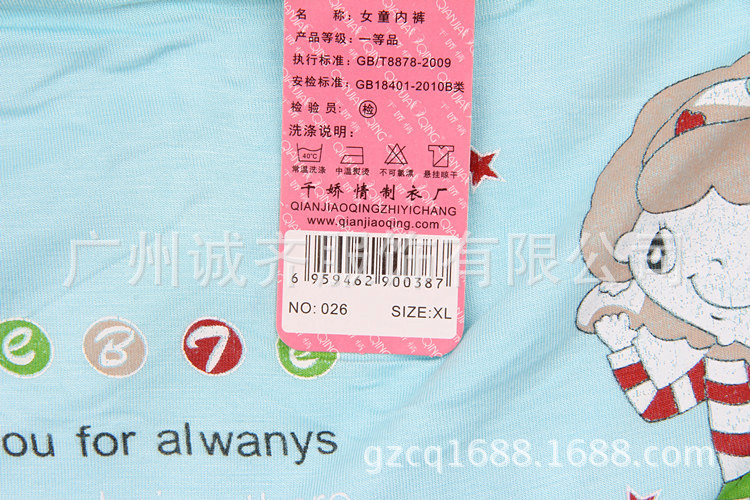 名 称: 女童内裤
产品等级: 一等品
执行标准: GB/T8878-2009
安检标准: GB18401-2010B类
检 验 员: 检
洗涤说明:
40℃
常温洗涤 中温熨烫 不可氯漂 悬挂晾干
千娇情制衣厂
QIANJIAOQINGZHIYICHANG
www.qianjiaoqing.com
广州诚齐服饰有限公司
6 959462 900387
NO: 026 SIZE:XL
e B T e
ou for alwanys
gzcq1688.1688.com